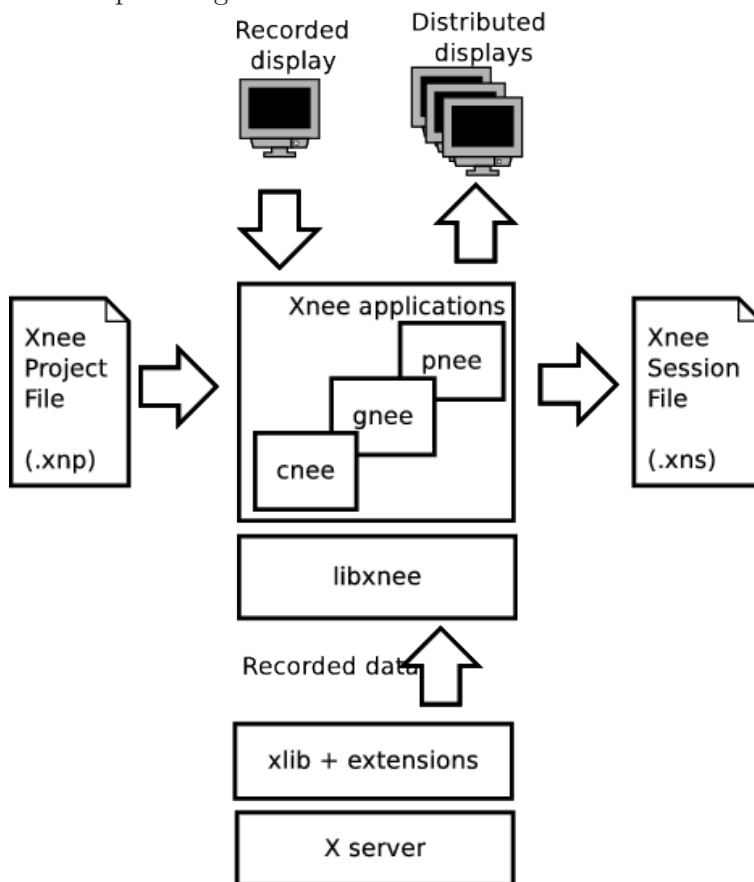 Recorded
display
Distributed
displays
Xnee applications
Xnee
Project
File
(.xnp)
pnee
gnee
cnee
Xnee
Session
File
(.xns)
libxnee
Recorded data
xlib + extensions
X server